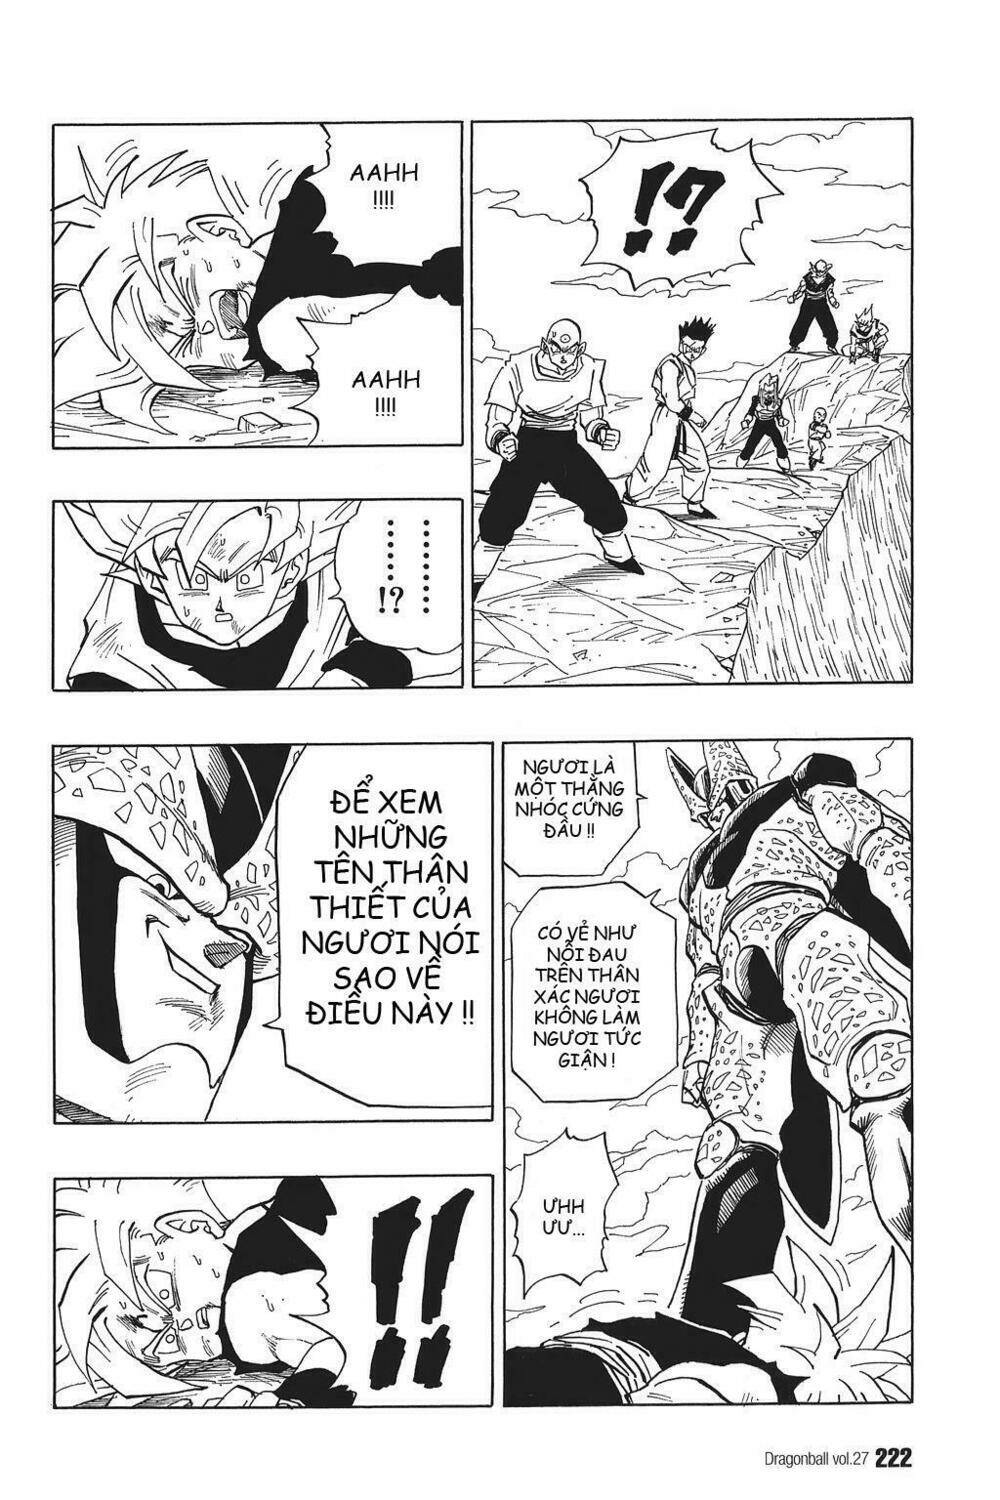 !?
AAHH
!!!!
AAHH
!!!!
........
......
!?
NGƯƠI LÀ
MỘT THẰNG
NHÓC CỨNG
ĐẦU !!
CÓ VẺ NHƯ
NỖI ĐAU
TRÊN THÂN
XÁC NGƯƠI
KHÔNG LÀM
NGƯƠI TỨC
GIẬN !
ƯHH
ƯƯ...
ĐỂ XEM
NHỮNG
TÊN THÂN
THIẾT CỦA
NGƯƠI NÓI
SAO VỀ
ĐIỀU NÀY !!
!!
Dragonball vol.27 222